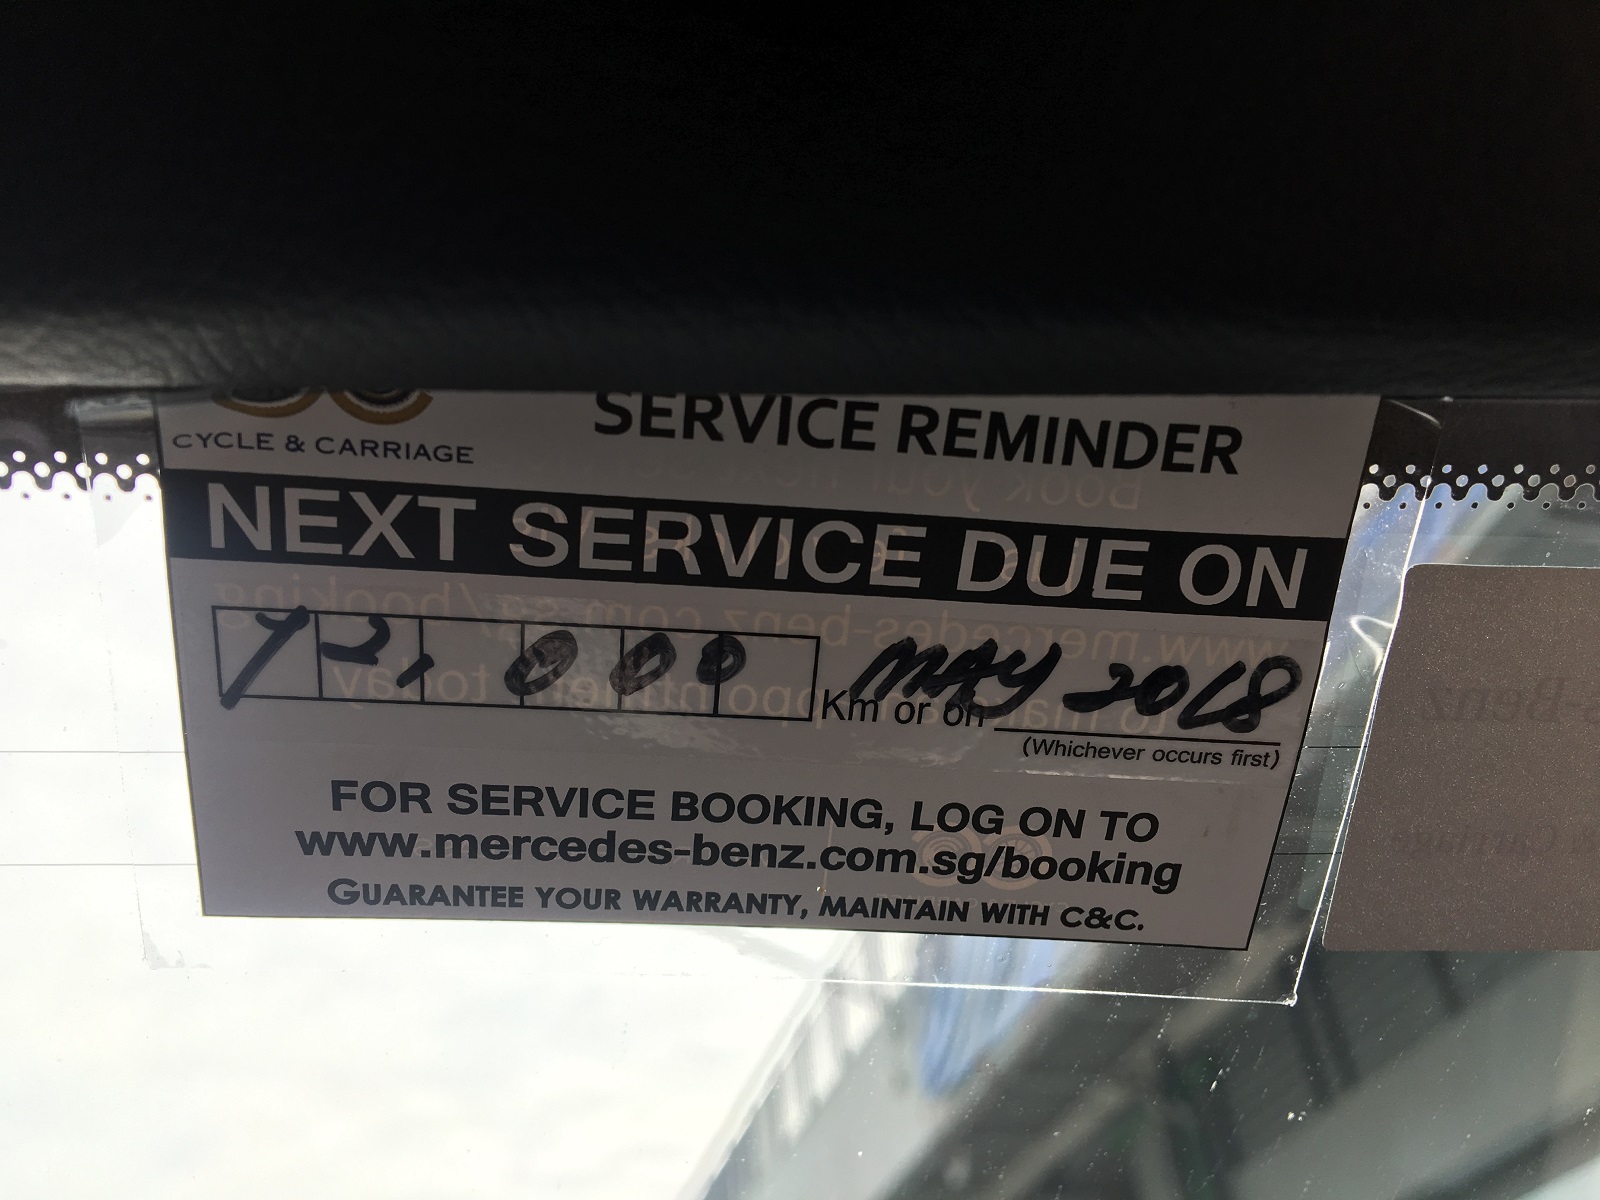 CYCLE & CARRIAGE
SERVICE REMINDER
NEXT SERVICE DUE ON
72,000 Km or on MAY 2018
(Whichever occurs first)
FOR SERVICE BOOKING, LOG ON TO
www.mercedes-benz.com.sg/booking
GUARANTEE YOUR WARRANTY, MAINTAIN WITH C&C.